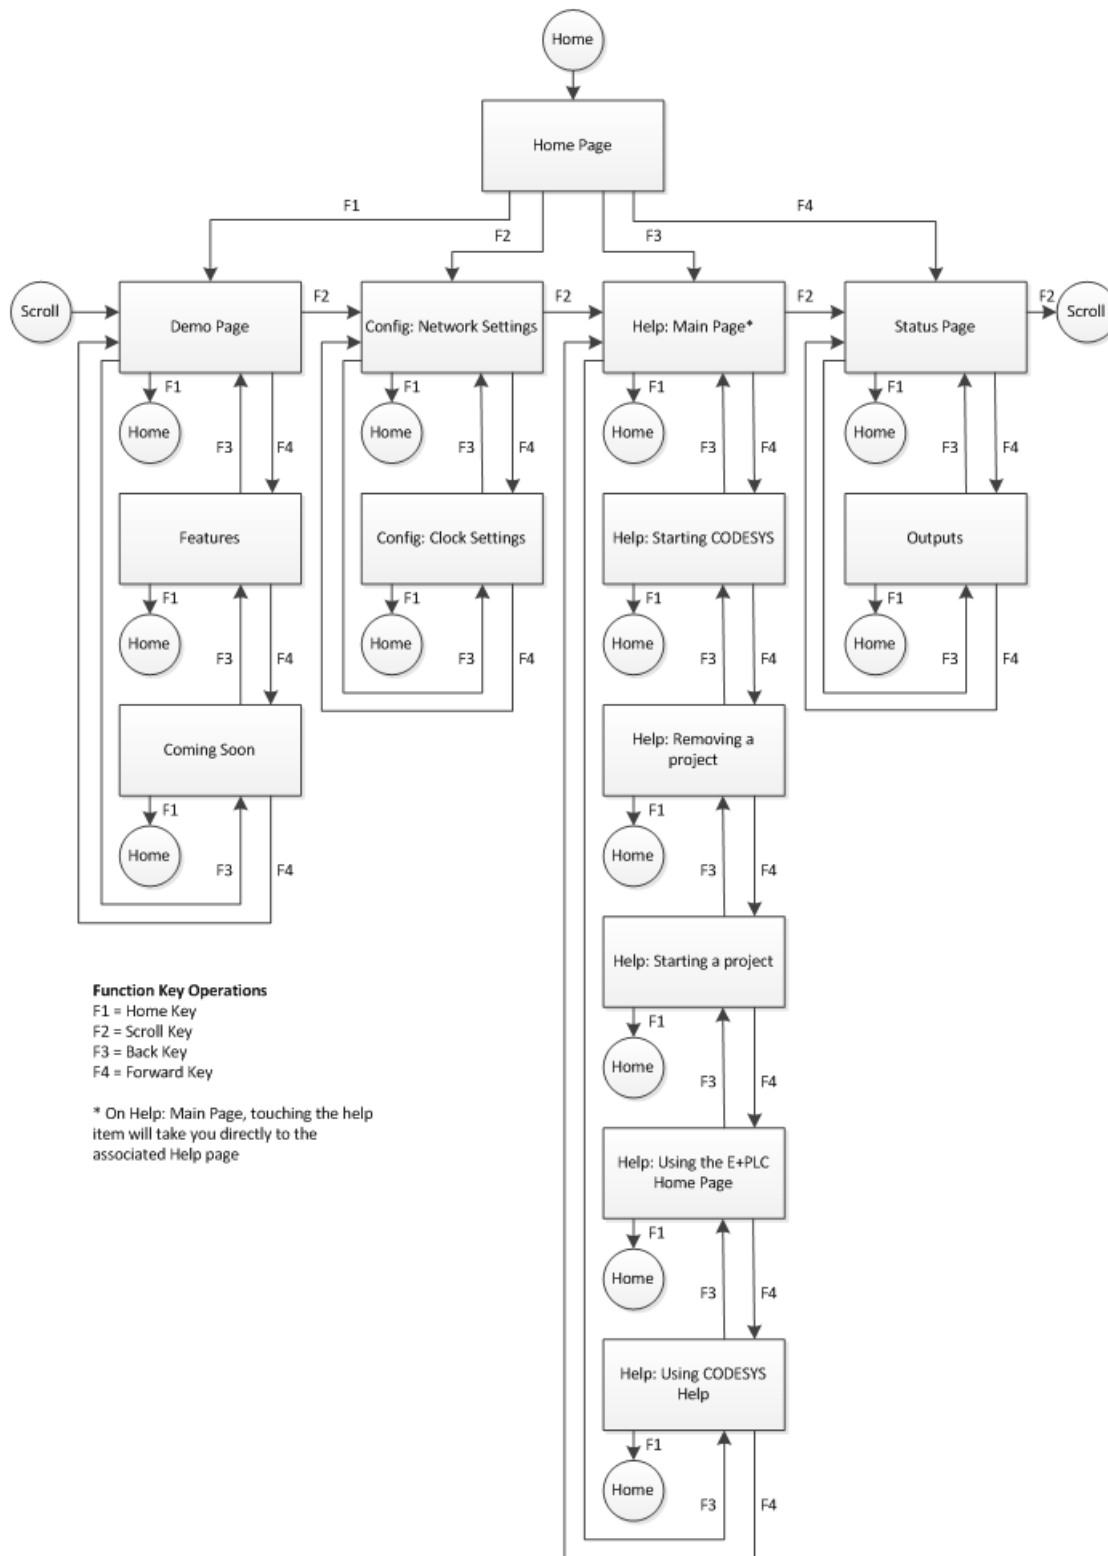 Home
Home Page
F1
F4
F2
F3
Scroll
Demo Page
F2
Config: Network Settings
F2
Help: Main Page*
F2
Status Page
F2
Scroll
F1
F1
F1
F1
Home
F3
F4
Home
F3
F4
Home
F3
F4
Home
F3
F4
Features
Config: Clock Settings
Help: Starting CODESYS
Outputs
F1
F1
F1
F1
Home
F3
F4
Home
F3
F4
Home
F3
F4
Home
F3
F4
Coming Soon
Help: Removing a
project
F1
F1
Home
F3
F4
Home
F3
F4
Help: Starting a project
Function Key Operations
F1 = Home Key
F2 = Scroll Key
F3 = Back Key
F4 = Forward Key
* On Help: Main Page, touching the help
item will take you directly to the
associated Help page
F1
Home
F3
F4
Help: Using the E+PLC
Home Page
F1
Home
F3
F4
Help: Using CODESYS
Help
F1
Home
F3
F4